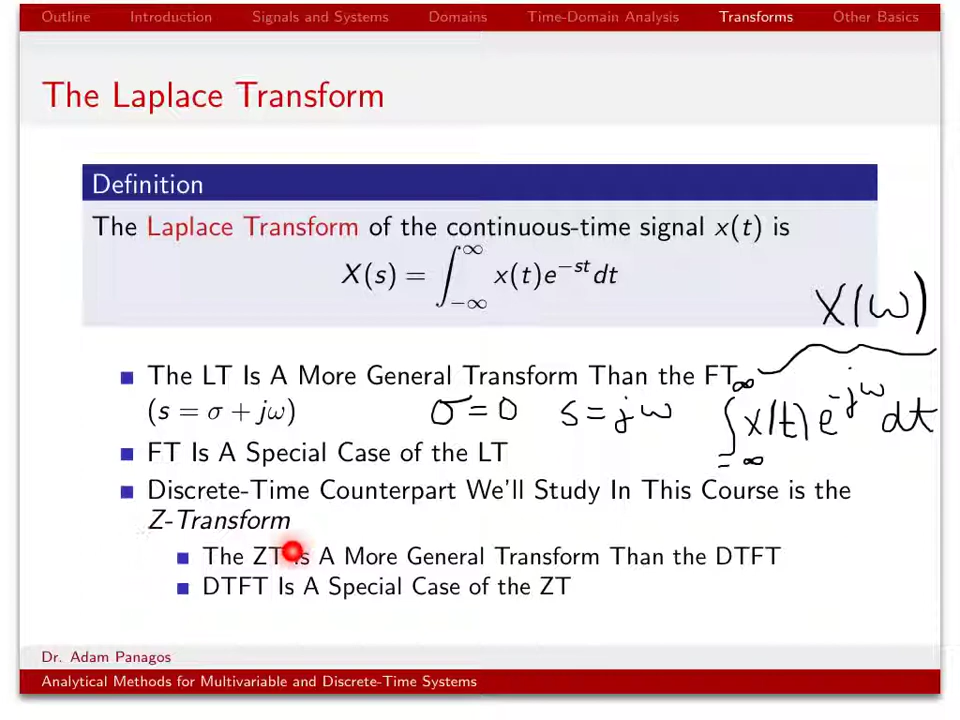 Outline Introduction Signals and Systems Domains Time-Domain Analysis Transforms Other Basics
The Laplace Transform
Definition
The Laplace Transform of the continuous-time signal x(t) is
X(s) = ∫_{-∞}^{∞} x(t)e^{-st}dt
X(ω)
The LT Is A More General Transform Than the FT
(s = σ + jω)
σ=0 s=jω
∫_{-∞}^{∞} x(t)e^{-jω}dt
FT Is A Special Case of the LT
Discrete-Time Counterpart We'll Study In This Course is the
Z-Transform
The ZT Is A More General Transform Than the DTFT
DTFT Is A Special Case of the ZT
Dr. Adam Panagos
Analytical Methods for Multivariable and Discrete-Time Systems